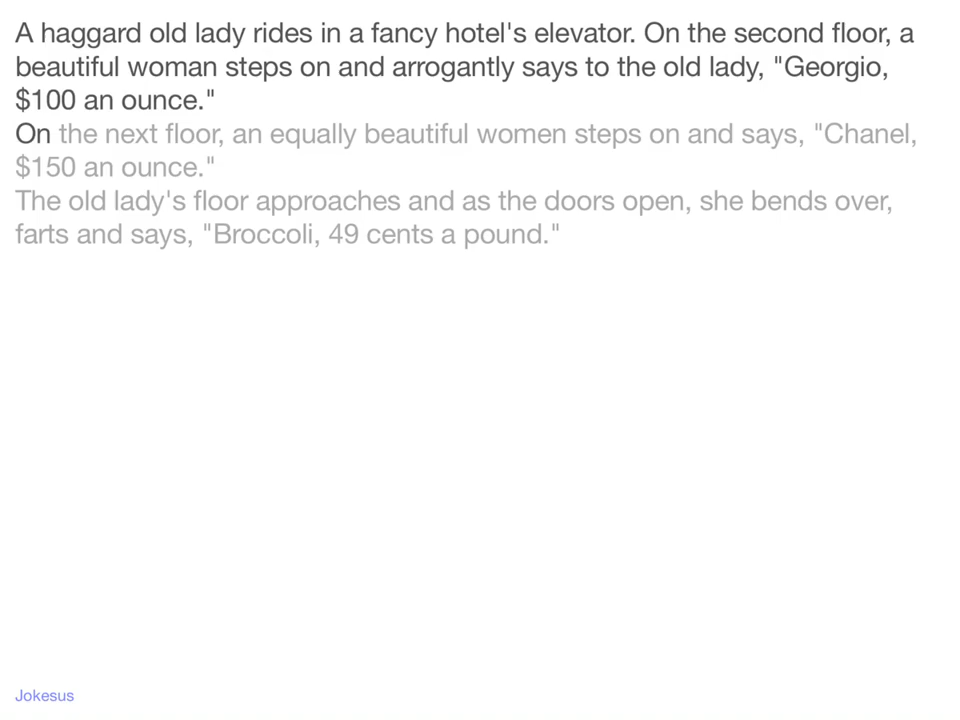 A haggard old lady rides in a fancy hotel's elevator. On the second floor, a
beautiful woman steps on and arrogantly says to the old lady, "Georgio,
$100 an ounce."
On the next floor, an equally beautiful women steps on and says, "Chanel,
$150 an ounce."
The old lady's floor approaches and as the doors open, she bends over,
farts and says, "Broccoli, 49 cents a pound."
Jokesus